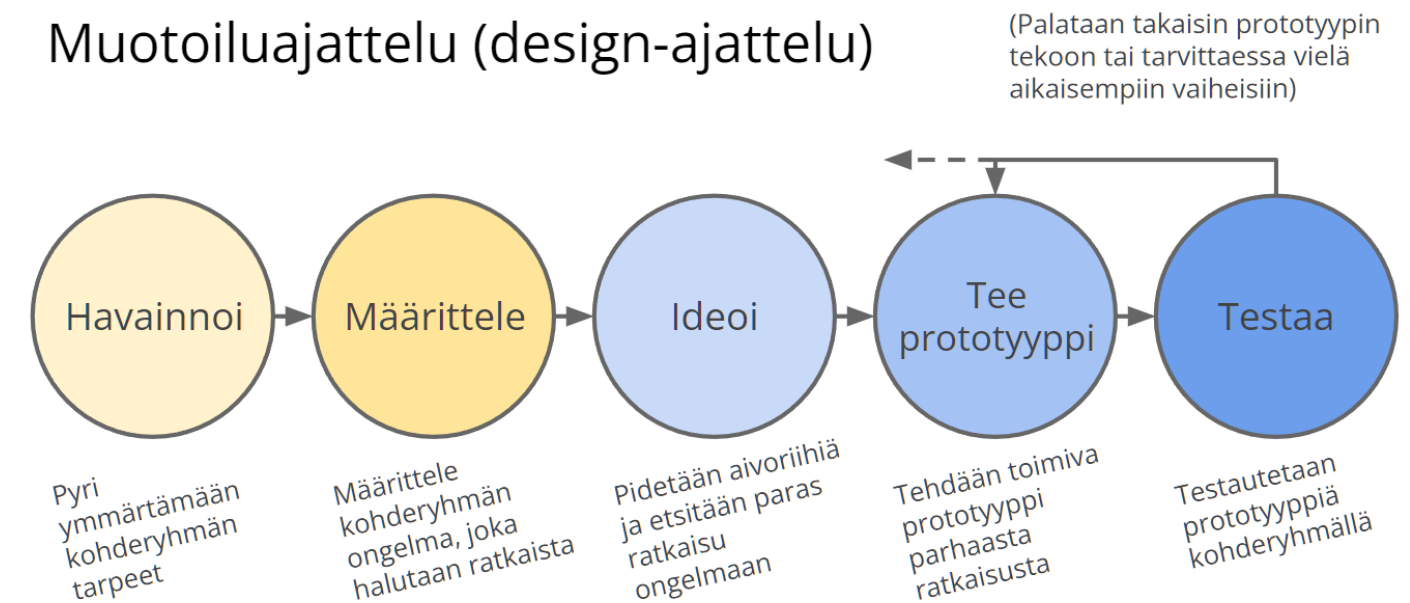 Muotoiluajattelu (design-ajattelu)
(Palataan takaisin prototyypin
tekoon tai tarvittaessa vielä
aikaisempiin vaiheisiin)
Havainnoi
Määrittele
Ideoi
Tee
prototyyppi
Testaa
Pyri
ymmärtämään
kohderyhmän
tarpeet
Määrittele
kohderyhmän
ongelma, joka
halutaan ratkaista
Pidetään aivoriihiä
ja etsitään paras
ratkaisu
ongelmaan
Tehdään toimiva
prototyyppi
parhaasta
ratkaisusta
Testautetaan
prototyyppiä
kohderyhmällä